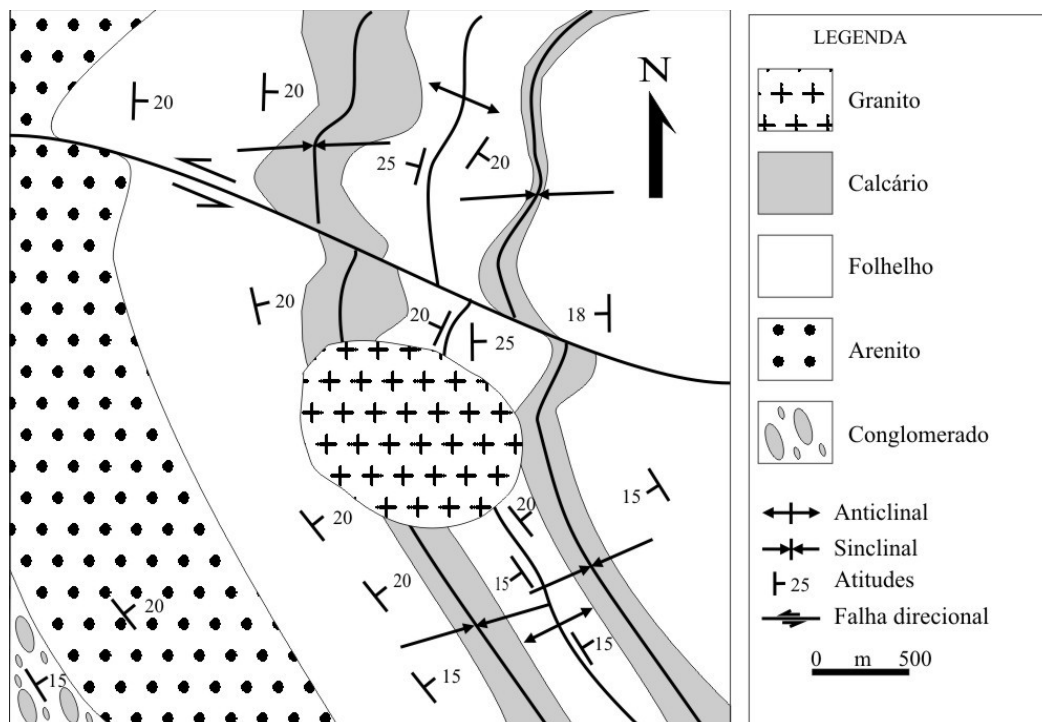 20
20
25
20
N
20
20
25
18
20
20
15
20
15
20
15
15
15
LEGENDA
Granito
Calcário
Folhelho
Arenito
Conglomerado
Anticlinal
Sinclinal
25 Atitudes
Falha direcional
0 m 500